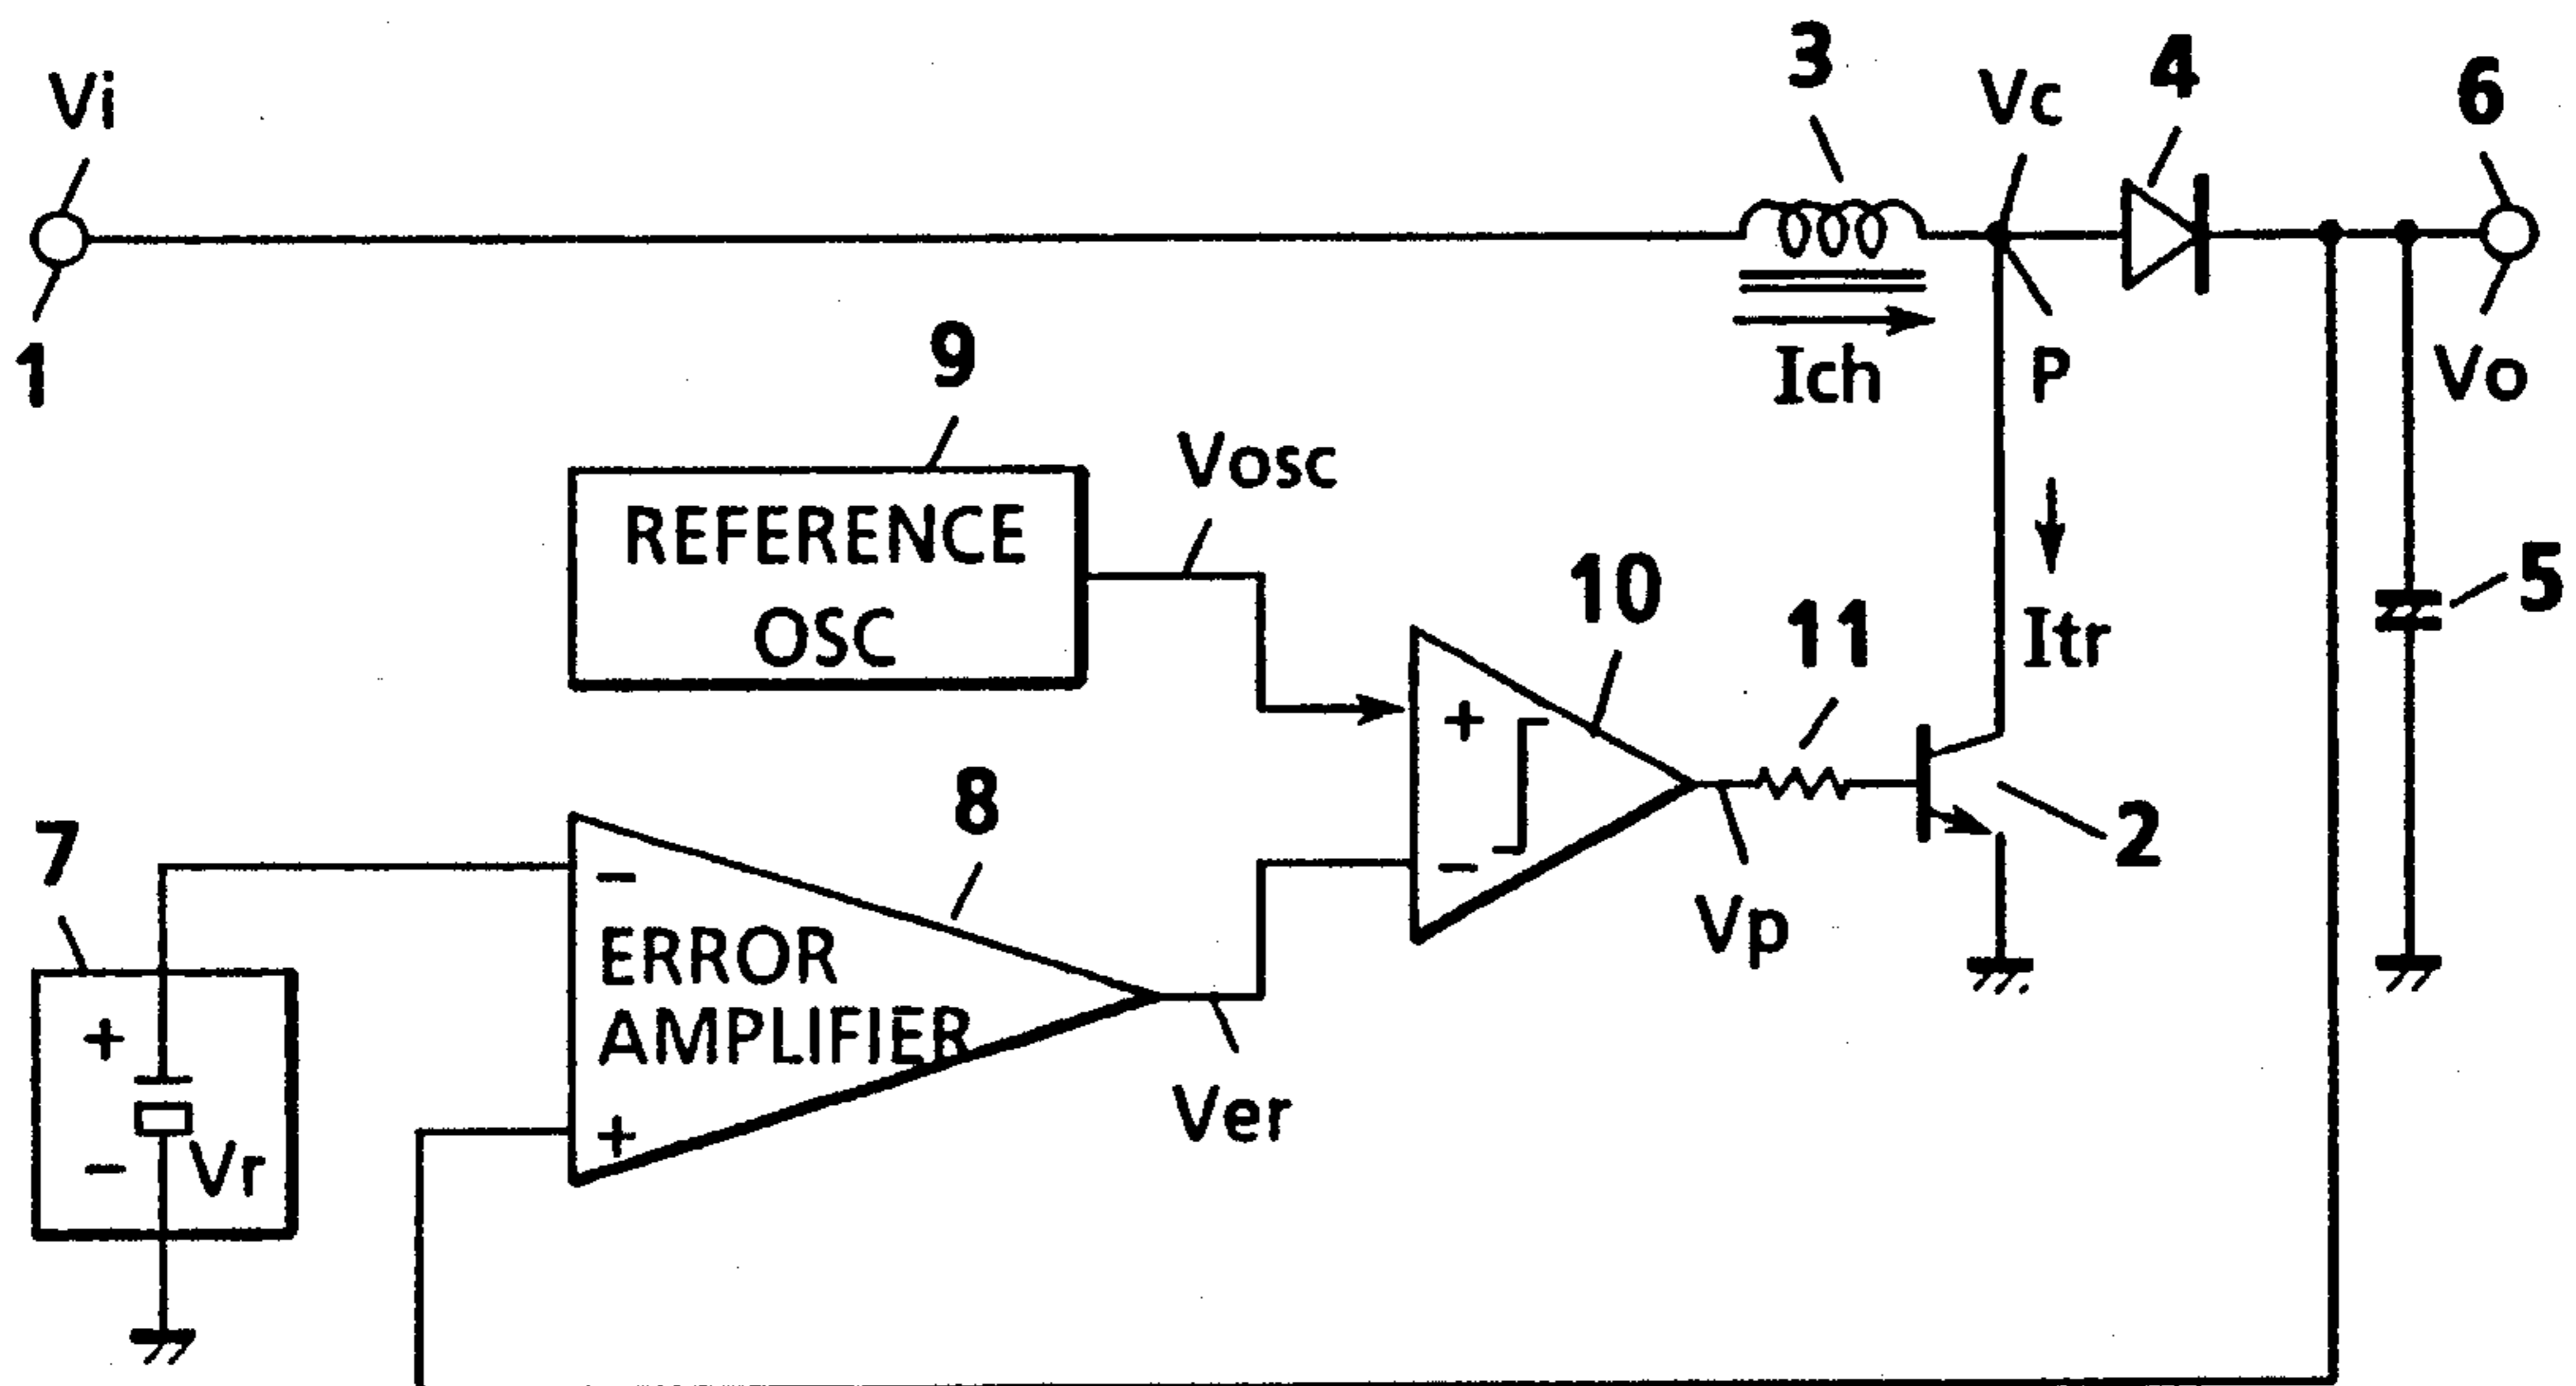 3
Vi
Vc
4
6
1
9
Ich
P
Vo
Vosc
REFERENCE
OSC
10
11
Itr
5
+
8
7
−
−
2
ERROR
AMPLIFIER
Vp
+
Ver
+
−
Vr